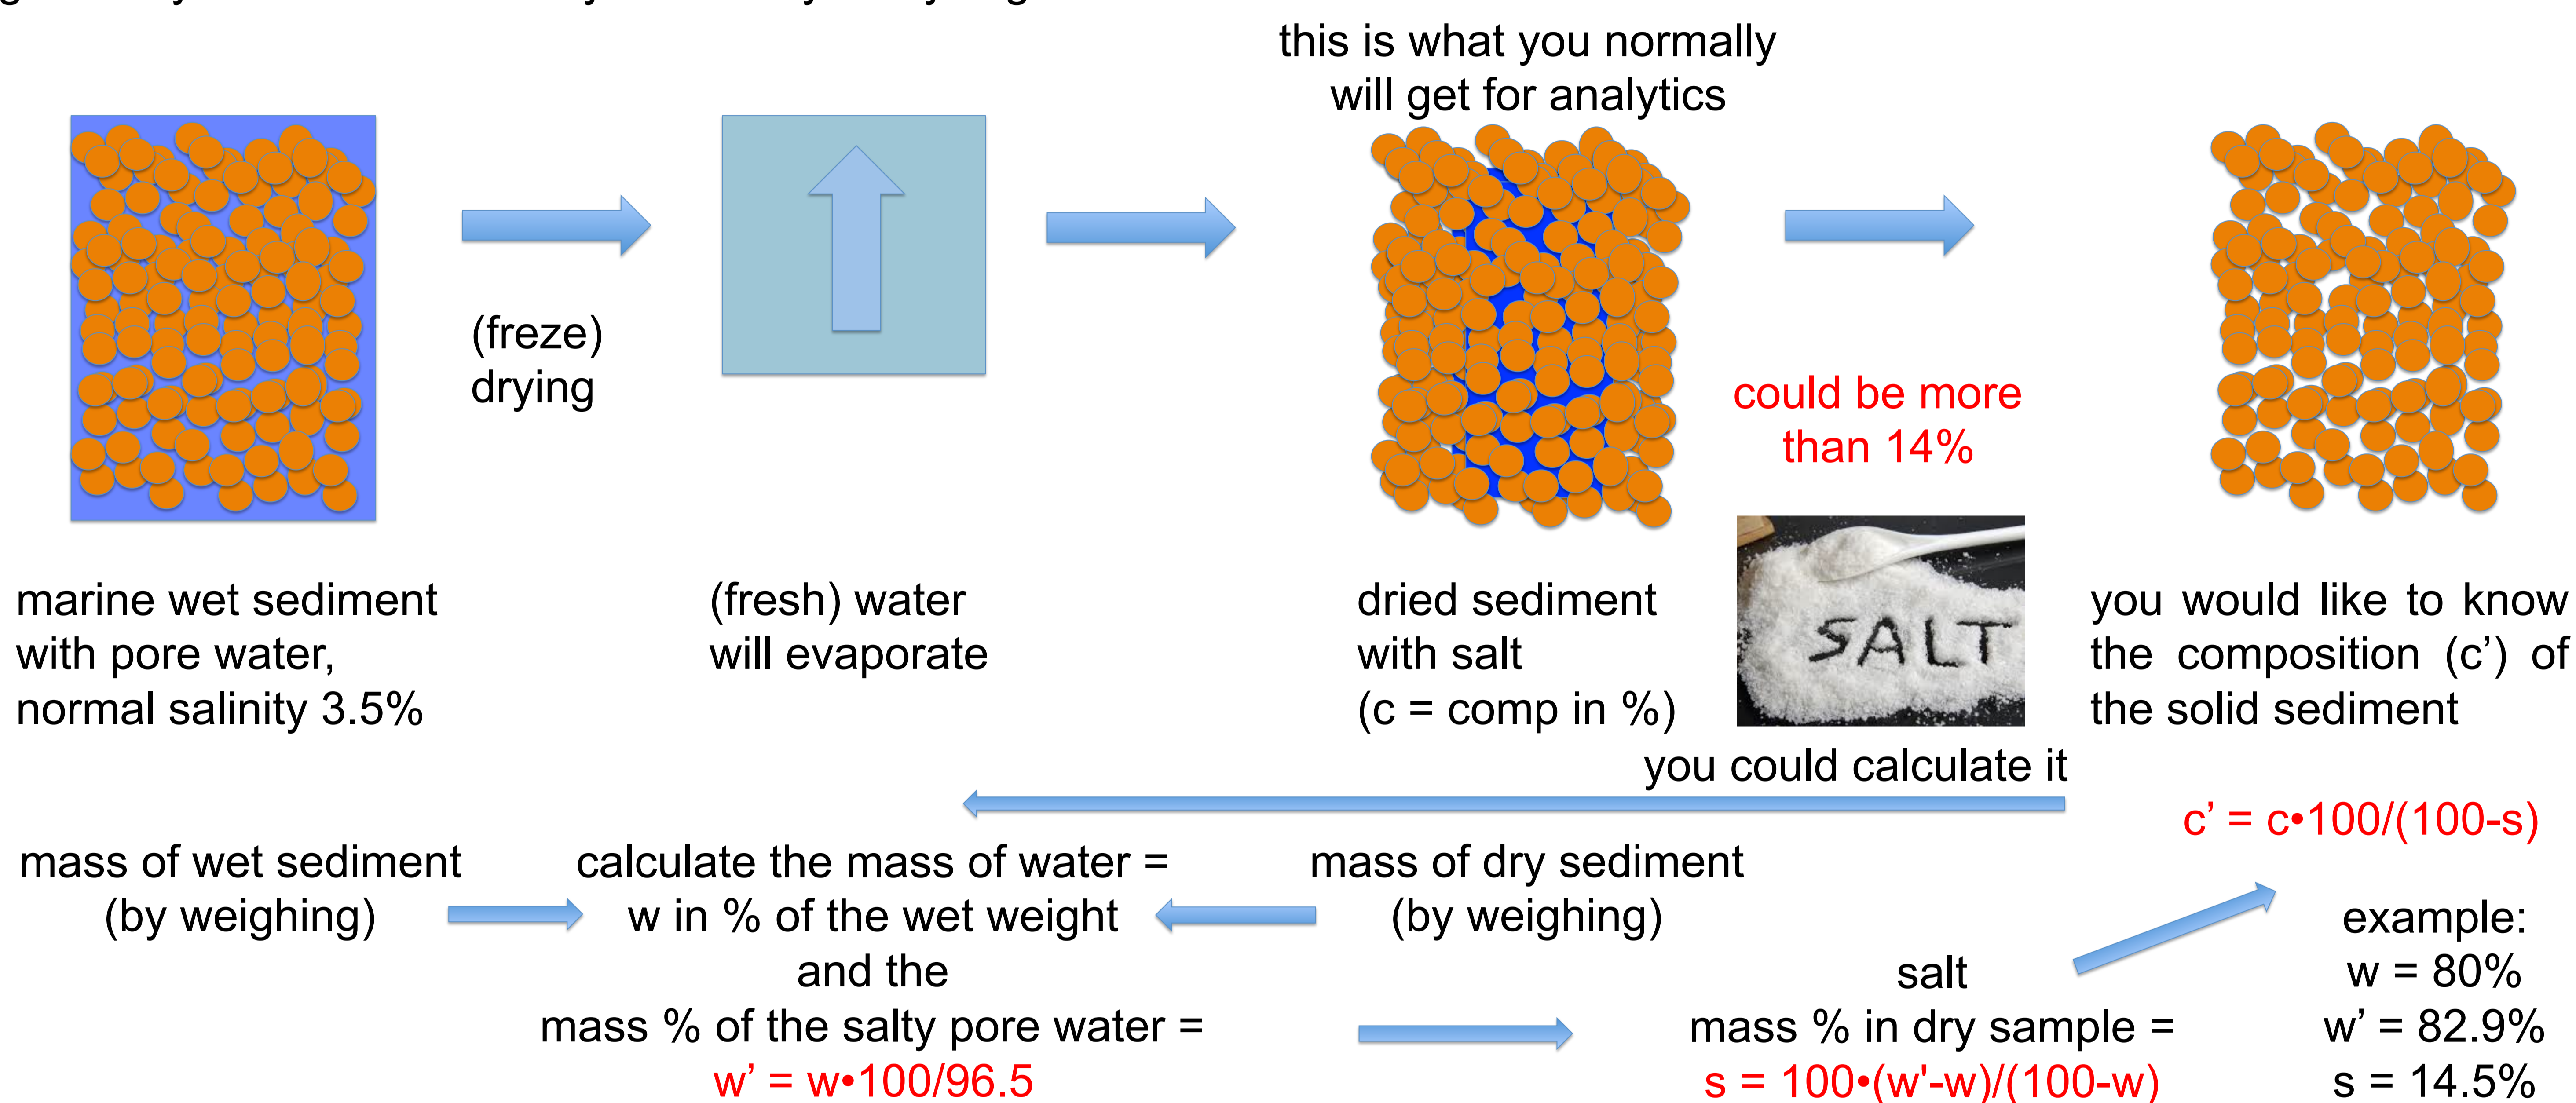 this is what you normally
will get for analytics
(freze)
drying
could be more
than 14%
SALT
marine wet sediment
with pore water,
normal salinity 3.5%
(fresh) water
will evaporate
dried sediment
with salt
(c = comp in %)
you would like to know
the composition (c’) of
the solid sediment
you could calculate it
c’ = c•100/(100-s)
mass of wet sediment
(by weighing)
calculate the mass of water =
w in % of the wet weight
and the
mass % of the salty pore water =
w’ = w•100/96.5
mass of dry sediment
(by weighing)
salt
mass % in dry sample =
s = 100•(w'-w)/(100-w)
example:
w = 80%
w’ = 82.9%
s = 14.5%